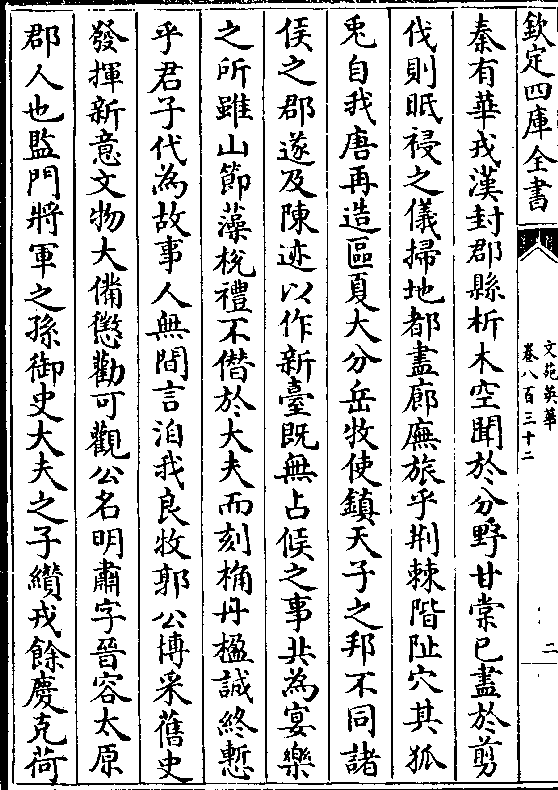 欽定四庫全書
文苑英華
卷八百三十二
二
秦有華戎漢封郡縣析木空聞於分野甘棠已盡於剪
伐則眂祲之儀掃地都盡廊廡旅乎荆棘階阯穴其狐
兎自我唐再造區夏大分岳牧使鎮天子之邦不同諸
侯之郡遂及陳迹以作新臺既無占候之事共為宴樂
之所雖山節藻梲禮不僭於大夫而刻桷丹楹誠終慙
乎君子代為故事人無間言洎我良牧郭公博采舊史
發揮新意文物大備懲勸可觀公名明肅字晉容太原
郡人也監門將軍之孫御史大夫之子纘戎餘慶克荷